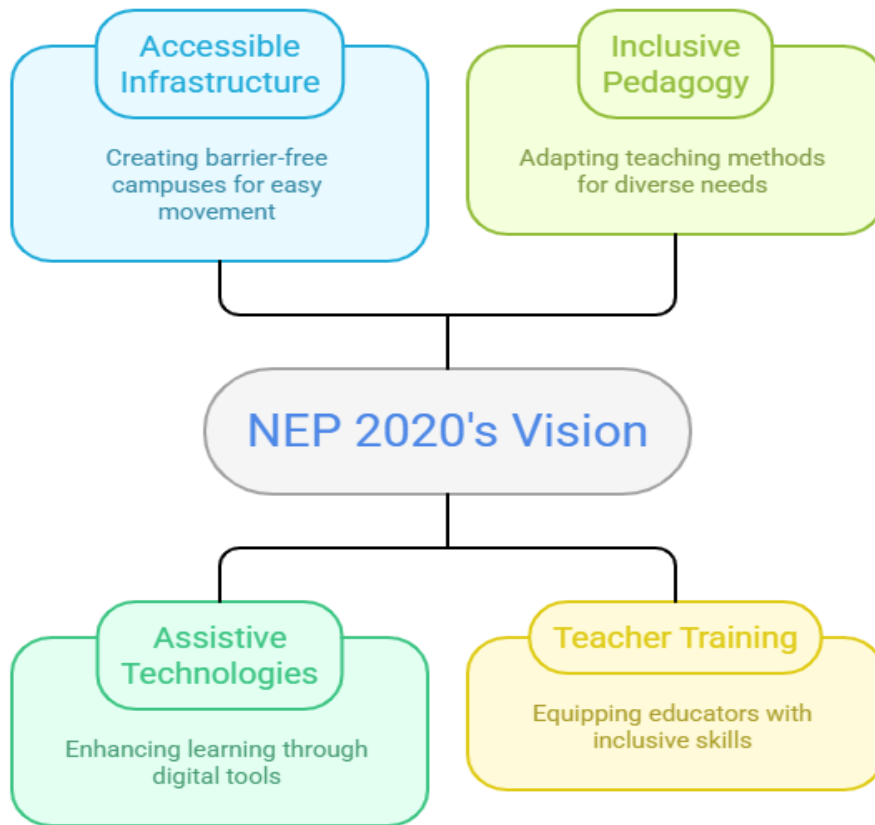 Accessible
Infrastructure
Creating barrier-free
campuses for easy
movement
Inclusive
Pedagogy
Adapting teaching methods
for diverse needs
NEP 2020's Vision
Assistive
Technologies
Enhancing learning through
digital tools
Teacher Training
Equipping educators with
inclusive skills